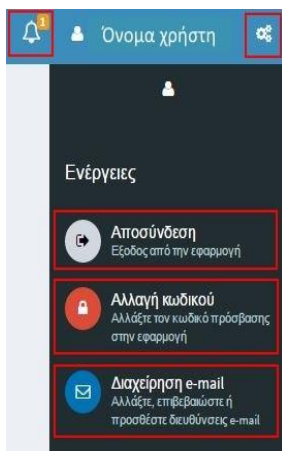 1
Όνομα χρήστη
Ενέργειες
Αποσύνδεση
Εξοδος από την εφαρμογή
Αλλαγή κωδικού
Αλλάξτε τον κωδικό πρόσβασης
στην εφαρμογή
Διαχείρηση e-mail
Αλλάξτε, επιβεβαιώστε ή
προσθέστε διευθύνσεις e-mail